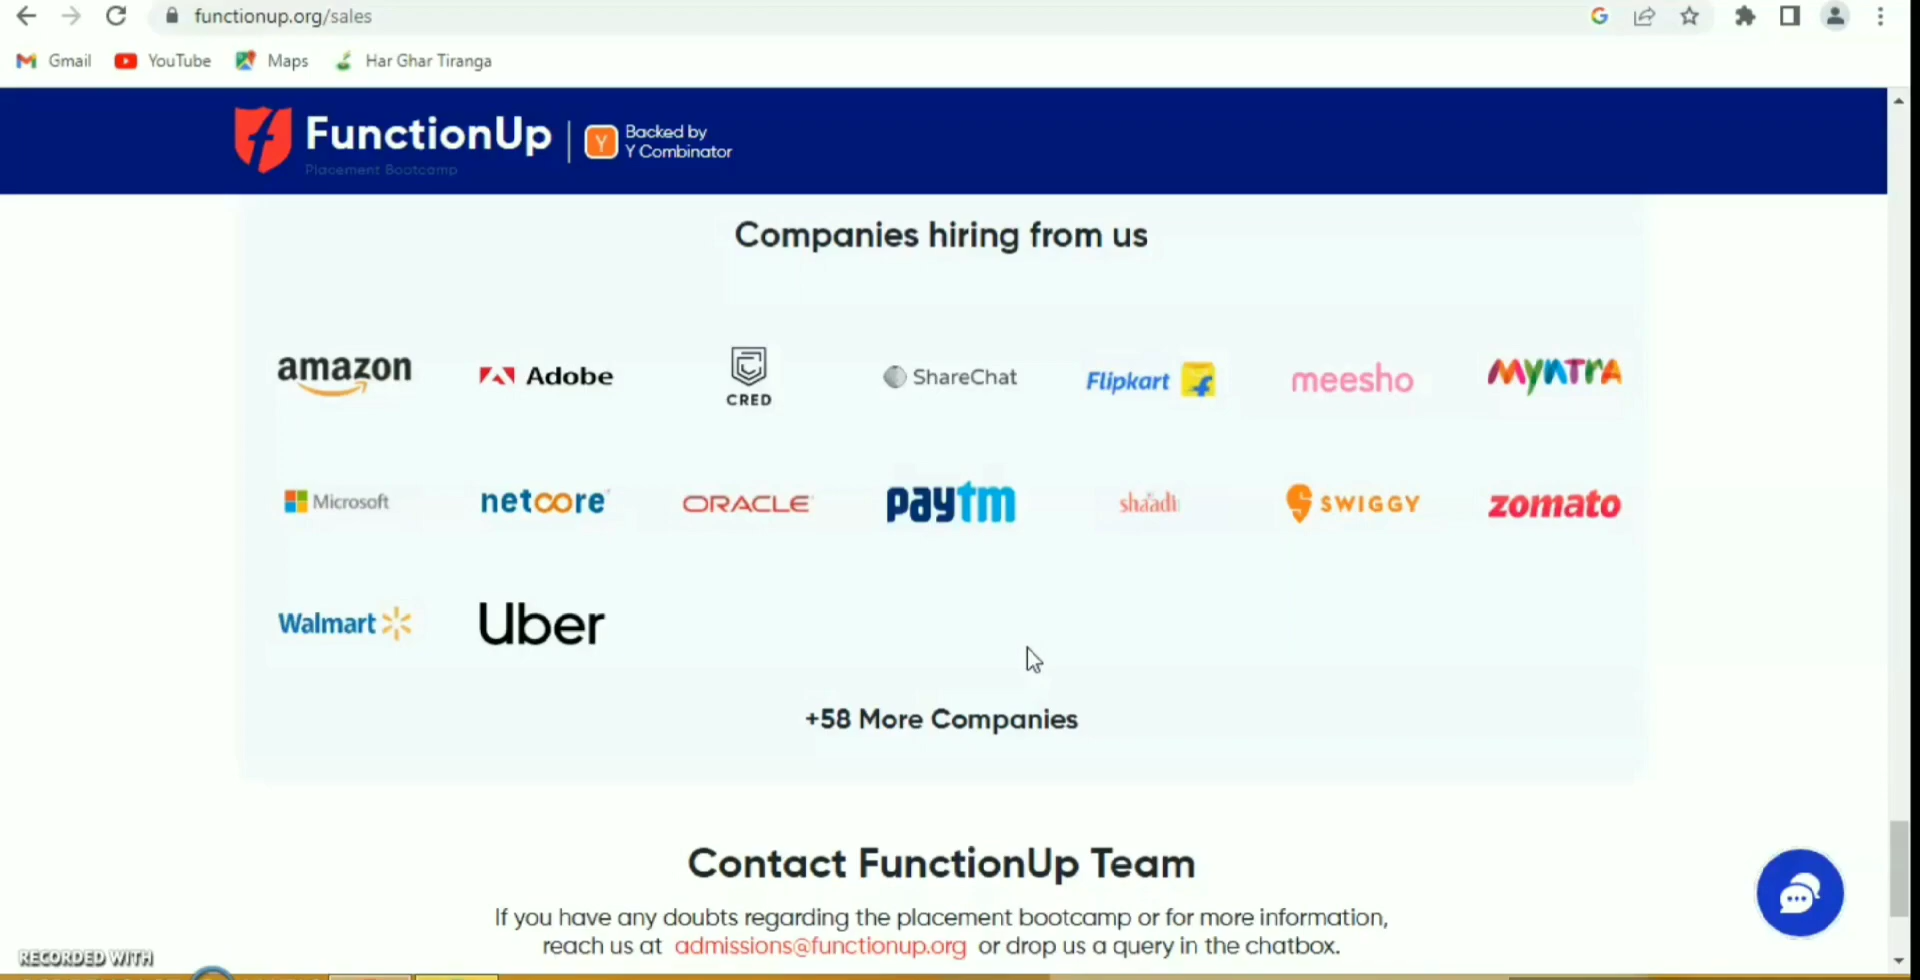 functionup.org/sales
Gmail YouTube Maps Har Ghar Tiranga
FunctionUp
Placement Bootcamp
Backed by
Y Combinator
Companies hiring from us
amazon Adobe CRED ShareChat Flipkart meesho Myntra
Microsoft netcore ORACLE paytm shaadi SWIGGY zomato
Walmart Uber
+58 More Companies
Contact FunctionUp Team
If you have any doubts regarding the placement bootcamp or for more information,
reach us at admissions@functionup.org or drop us a query in the chatbox.
RECORDED WITH